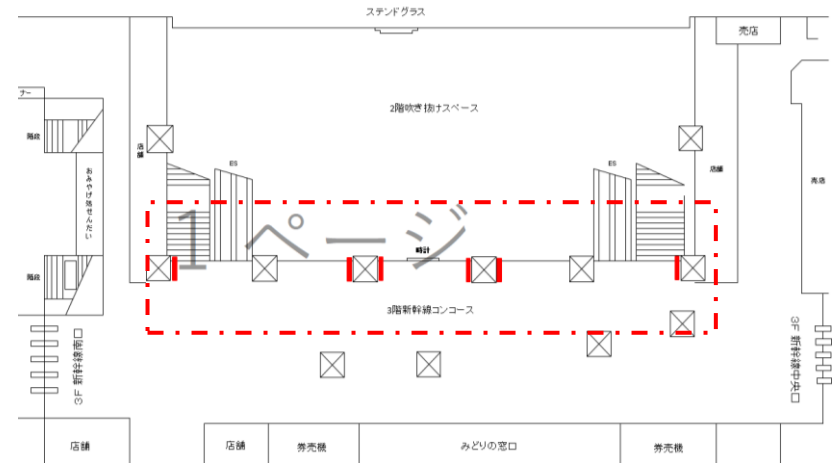 ステンドグラス
売店
2階吹き抜けスペース
ナー
階段
店舗
ES
ES
店舗
おみやげ処せんだい
売店
1 ページ
時計
階段
3階新幹線コンコース
3F 新幹線南口
3F 新幹線中央口
店舗
店舗
券売機
みどりの窓口
券売機